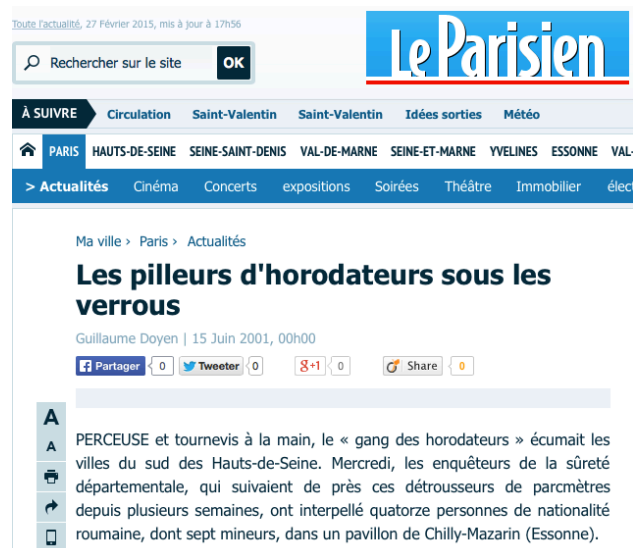 Toute l'actualité, 27 Février 2015, mis à jour à 17h56
Le Parisien
Rechercher sur le site OK
À SUIVRE Circulation Saint-Valentin Saint-Valentin Idées sorties Météo
PARIS HAUTS-DE-SEINE SEINE-SAINT-DENIS VAL-DE-MARNE SEINE-ET-MARNE YVELINES ESSONNE VAL-
> Actualités Cinéma Concerts expositions Soirées Théâtre Immobilier élec
Ma ville › Paris › Actualités
Les pilleurs d'horodateurs sous les
verrous
Guillaume Doyen | 15 Juin 2001, 00h00
Partager 0 Tweeter 0 g+1 0 Share 0
A
A
PERCEUSE et tournevis à la main, le « gang des horodateurs » écumait les
villes du sud des Hauts-de-Seine. Mercredi, les enquêteurs de la sûreté
départementale, qui suivaient de près ces détrousseurs de parcmètres
depuis plusieurs semaines, ont interpellé quatorze personnes de nationalité
roumaine, dont sept mineurs, dans un pavillon de Chilly-Mazarin (Essonne).